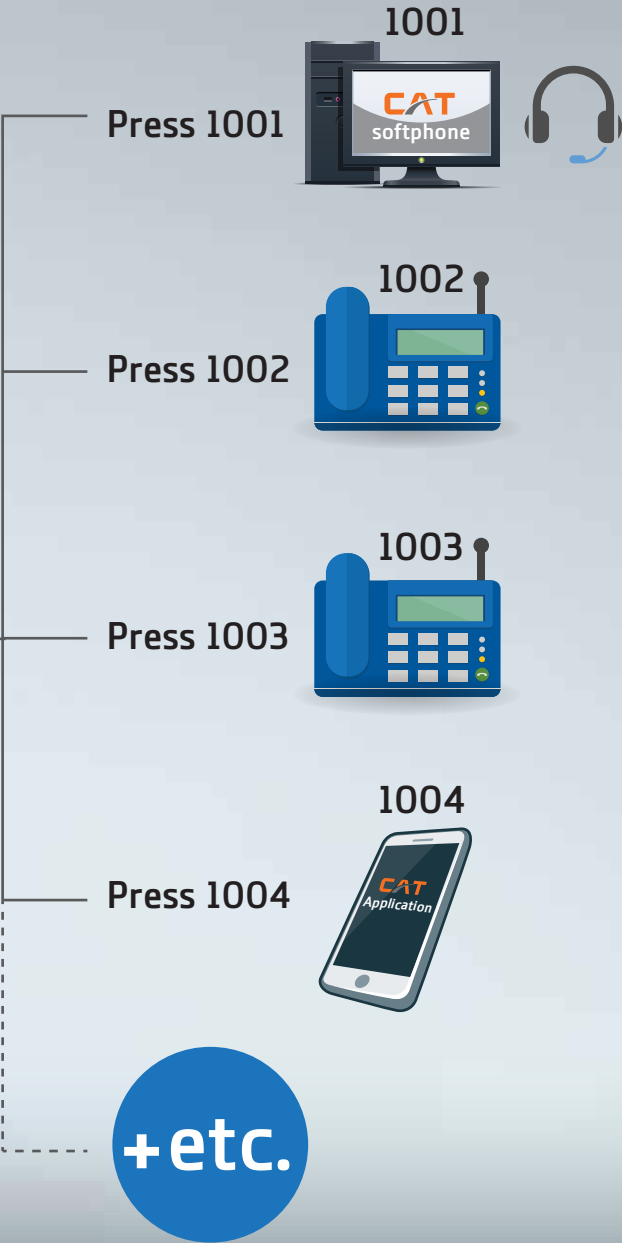 1001
Press 1001
CAT
softphone
1002
Press 1002
1003
Press 1003
1004
Press 1004
CAT
Application
+etc.